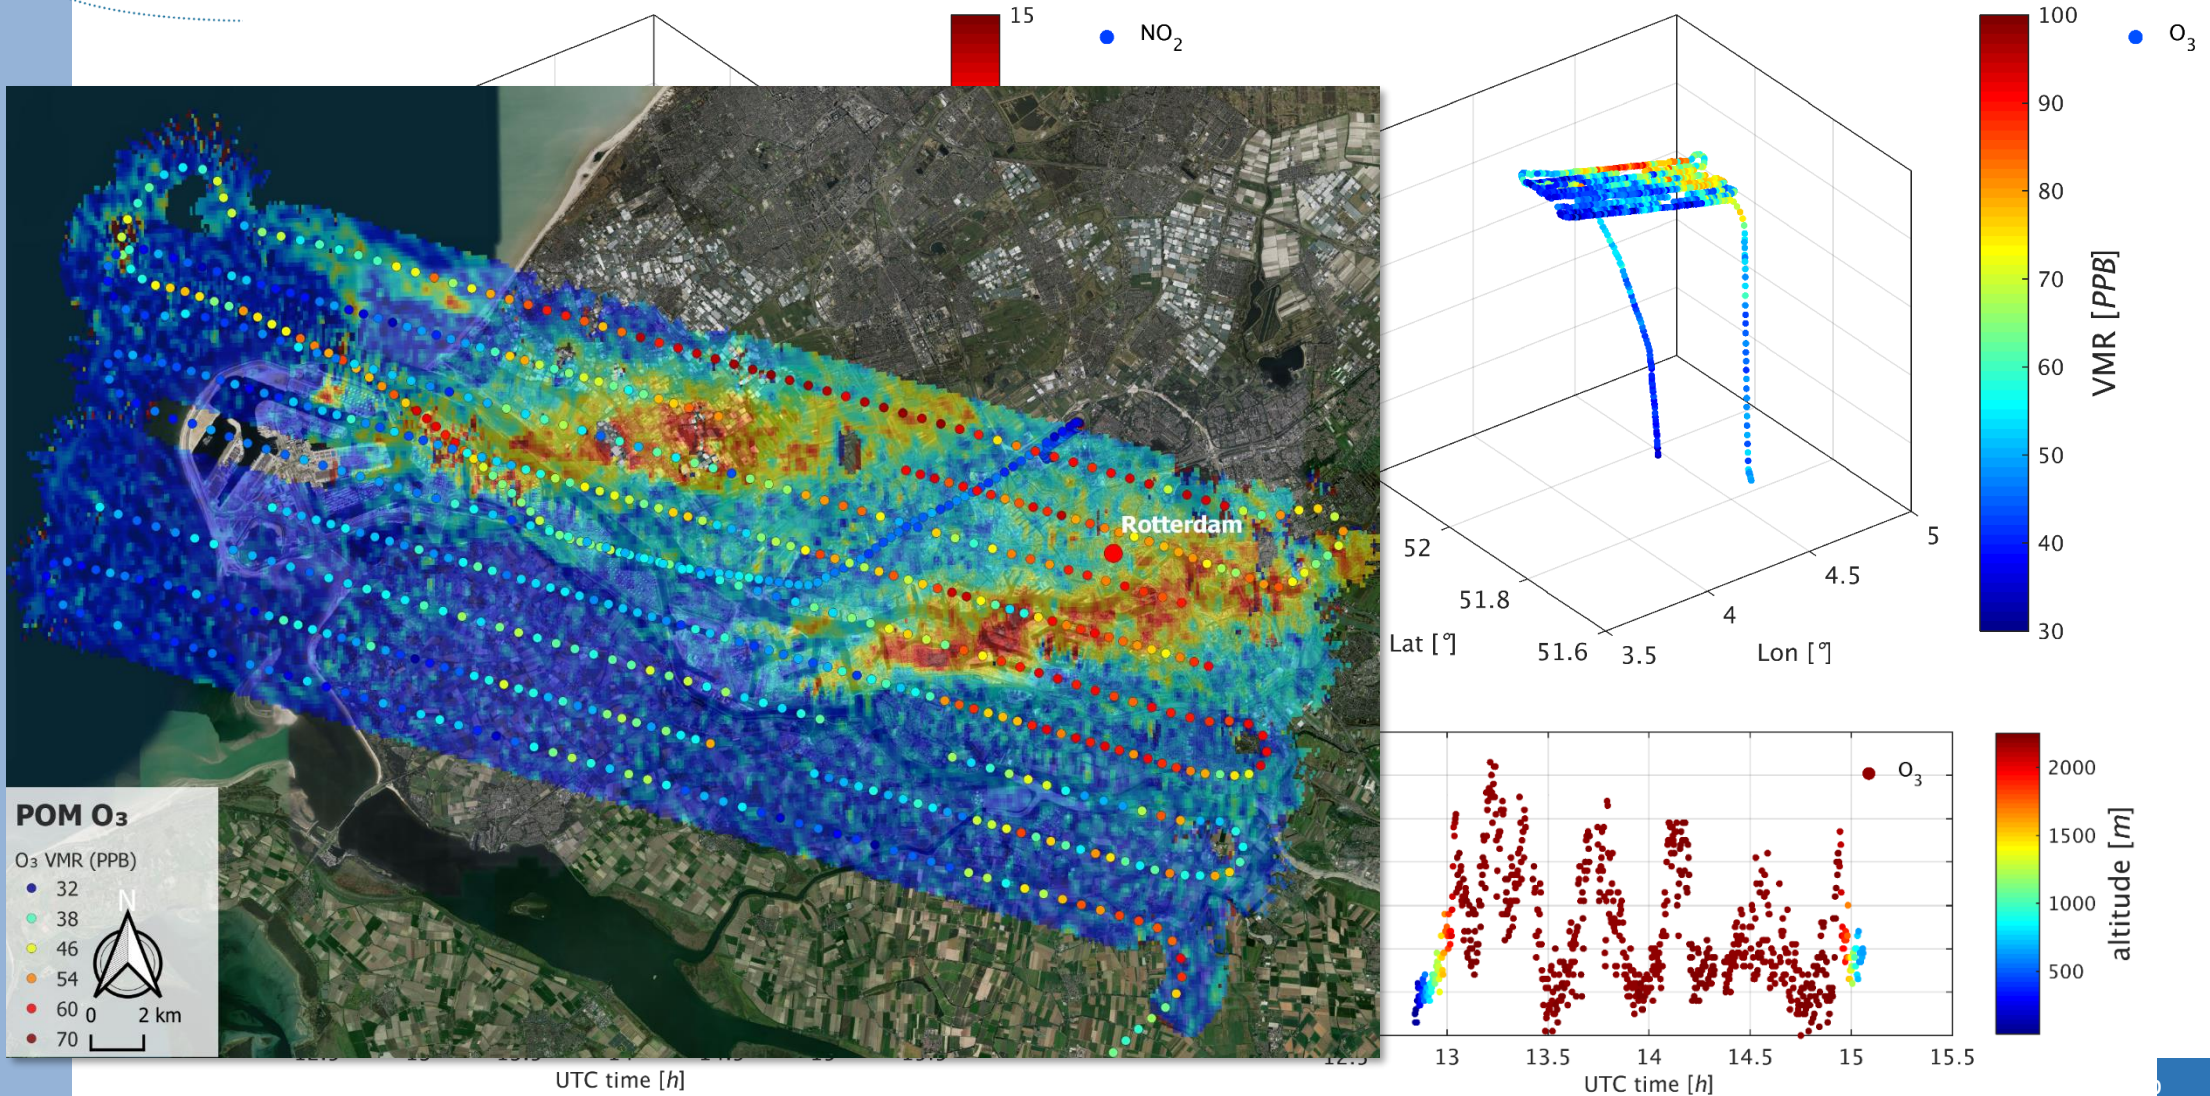 15
NO2
100
O3
90
80
70
60
50
40
30
VMR [PPB]
52
51.8
51.6
Lat [°]
3.5
4
4.5
5
Lon [°]
Rotterdam
POM O₃
O₃ VMR (PPB)
32
38
46
54
60
70
N
0 2 km
UTC time [h]
O3
2000
1500
1000
500
altitude [m]
13 13.5 14 14.5 15 15.5
UTC time [h]